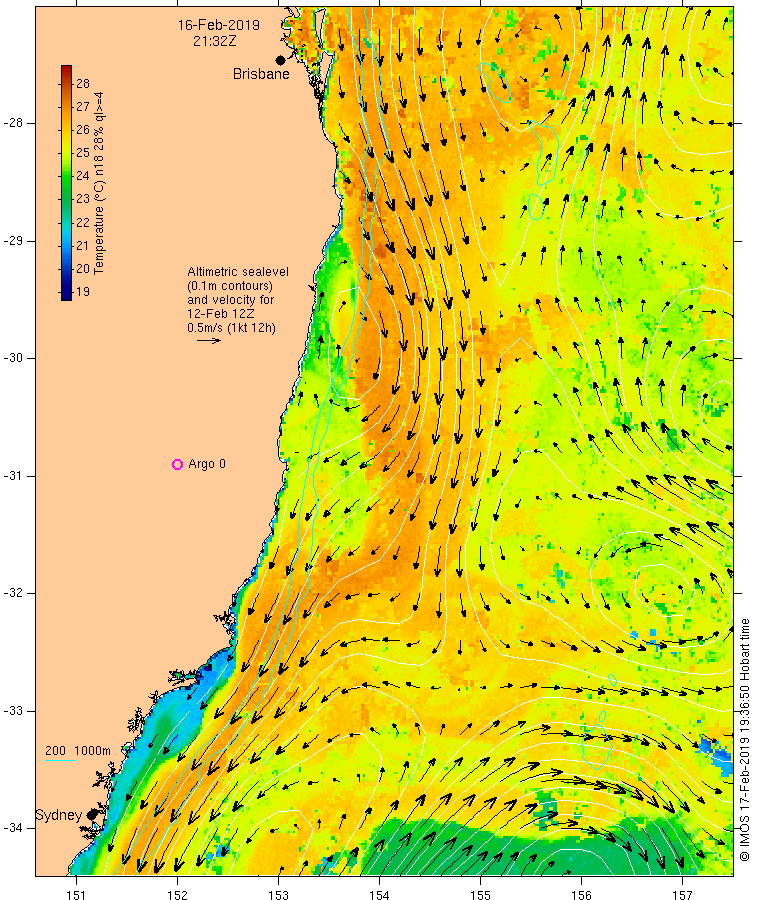 16-Feb-2019
21:32Z
Brisbane
28
27
26
25
24
23
22
21
20
19
Temperature (°C) n18 28% ql>=4
Altimetric sealevel
(0.1m contours)
and velocity for
12-Feb 12Z
0.5m/s (1kt 12h)
Argo 0
200 1000m
Sydney
-28
-29
-30
-31
-32
-33
-34
151
152
153
154
155
156
157
© IMOS 17-Feb-2019 19:36:50 Hobart time